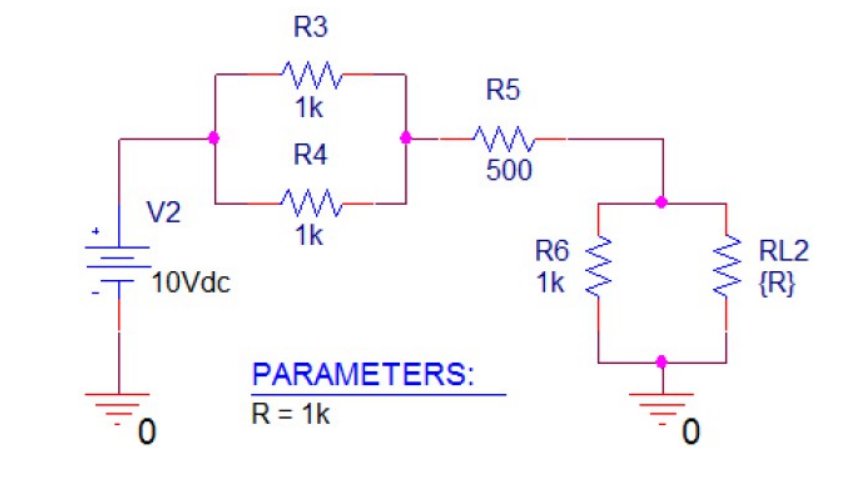 R3
1k
R5
500
R4
1k
V2
+
10Vdc
-
R6
1k
RL2
{R}
PARAMETERS:
R = 1k
0
0